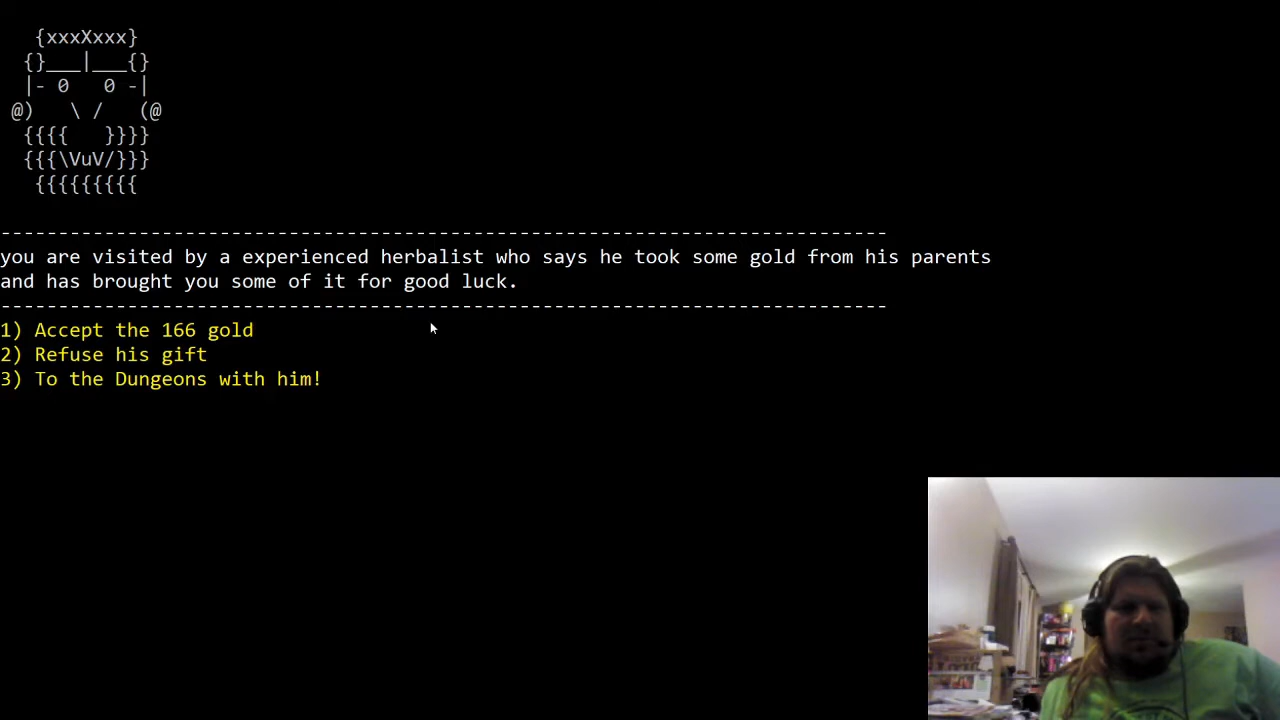 {xxxXxxx}
{}___|___{}
|- 0   0 -|
@)   \ /   (@
{{{{   }}}}
{{{\VuV/}}}
{{{{{{{{{
-----------------------------------------------------------------------------
you are visited by a experienced herbalist who says he took some gold from his parents
and has brought you some of it for good luck.
-----------------------------------------------------------------------------
1) Accept the 166 gold
2) Refuse his gift
3) To the Dungeons with him!